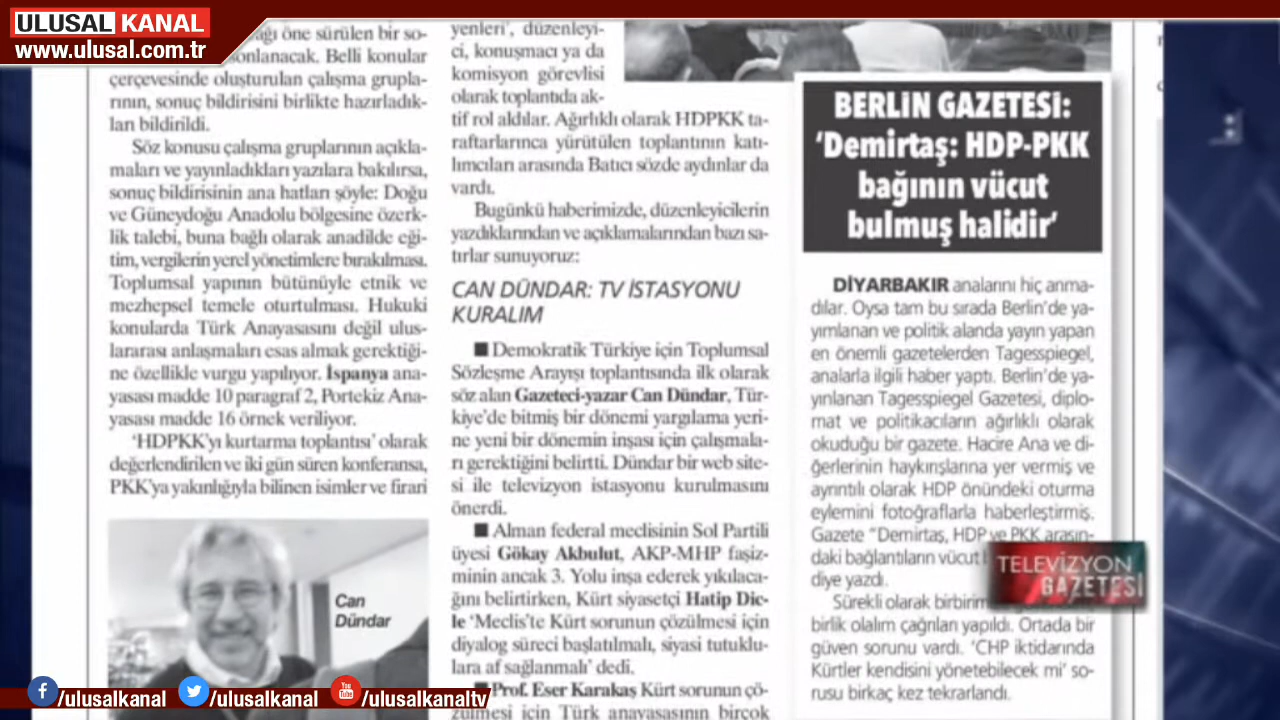 ULUSAL KANAL
www.ulusal.com.tr
öne sürülen bir so-
onlanacak. Belli konular
çerçevesinde oluşturulan çalışma grupla-
rının, sonuç bildirisini birlikte hazırladık-
ları bildirildi.
Söz konusu çalışma gruplarının açıkla-
maları ve yayınladıkları yazılara bakılırsa,
sonuç bildirisinin ana hatları şöyle: Doğu
ve Güneydoğu Anadolu bölgesine özerk-
lik talebi, buna bağlı olarak anadilde eği-
tim, vergilerin yerel yönetimlere bırakılması.
Toplumsal yapının bütünüyle etnik ve
mezhepsel temele oturtulması. Hukuki
konularda Türk Anayasasını değil ulus-
lararası anlaşmaları esas almak gerektiği-
ne özellikle vurgu yapılıyor. İspanya ana-
yasası madde 10 paragraf 2, Portekiz Ana-
yasası madde 16 örnek veriliyor.
'HDPKK'yı kurtarma toplantısı' olarak
değerlendirilen ve iki gün süren konferansa,
PKK'ya yakınlığıyla bilinen isimler ve firari
Can
Dündar
yenleri', düzenleyi-
ci, konuşmacı ya da
komisyon görevlisi
olarak toplantıda ak-
tif rol aldılar. Ağırlıklı olarak HDPKK ta-
raftarlarınca yürütülen toplantının katı-
lımcıları arasında Batıcı sözde aydınlar da
vardı.
Bugünkü haberimizde, düzenleyicilerin
yazdıklarından ve açıklamalarından bazı sa-
tırlar sunuyoruz:
CAN DÜNDAR: TV İSTASYONU
KURALIM
■ Demokratik Türkiye için Toplumsal
Sözleşme Arayışı toplantısında ilk olarak
söz alan Gazeteci-yazar Can Dündar, Tür-
kiye'de bitmiş bir dönemi yargılama yeri-
ne yeni bir dönemin inşası için çalışmala-
rı gerektiğini belirtti. Dündar bir web site-
si ile televizyon istasyonu kurulmasını
önerdi.
■ Alman federal meclisinin Sol Partili
üyesi Gökay Akbulut, AKP-MHP faşiz-
minin ancak 3. Yolu inşa ederek yıkılaca-
ğını belirtirken, Kürt siyasetçi Hatip Dic-
le 'Meclis'te Kürt sorunun çözülmesi için
diyalog süreci başlatılmalı, siyasi tutuklu-
lara af sağlanmalı' dedi.
■ Prof. Eser Karakaş Kürt sorunun çö-
zülmesi için Türk anayasasının birçok
BERLİN GAZETESİ:
'Demirtaş: HDP-PKK
bağının vücut
bulmuş halidir'
DİYARBAKIR analarını hiç anma-
dılar. Oysa tam bu sırada Berlin'de ya-
yımlanan ve politik alanda yayın yapan
en önemli gazetelerden Tagesspiegel,
analarla ilgili haber yaptı. Berlin'de ya-
yınlanan Tagesspiegel Gazetesi, diplo-
mat ve politikacıların ağırlıklı olarak
okuduğu bir gazete. Hacire Ana ve di-
ğerlerinin haykırışlarına yer vermiş ve
ayrıntılı olarak HDP önündeki oturma
eylemini fotoğraflarla haberleştirmiş.
Gazete "Demirtaş, HDP ve PKK arasın-
daki bağlantıların vücut
diye yazdı.
Sürekli olarak
birlik olalım çağrıları yapıldı. Ortada bir
güven sorunu vardı. 'CHP iktidarında
Kürtler kendisini yönetebilecek mi' so-
rusu birkaç kez tekrarlandı.
TELEVİZYON
GAZETESİ
/ulusalkanal
/ulusalkanal
You Tube /ulusalkanaltv